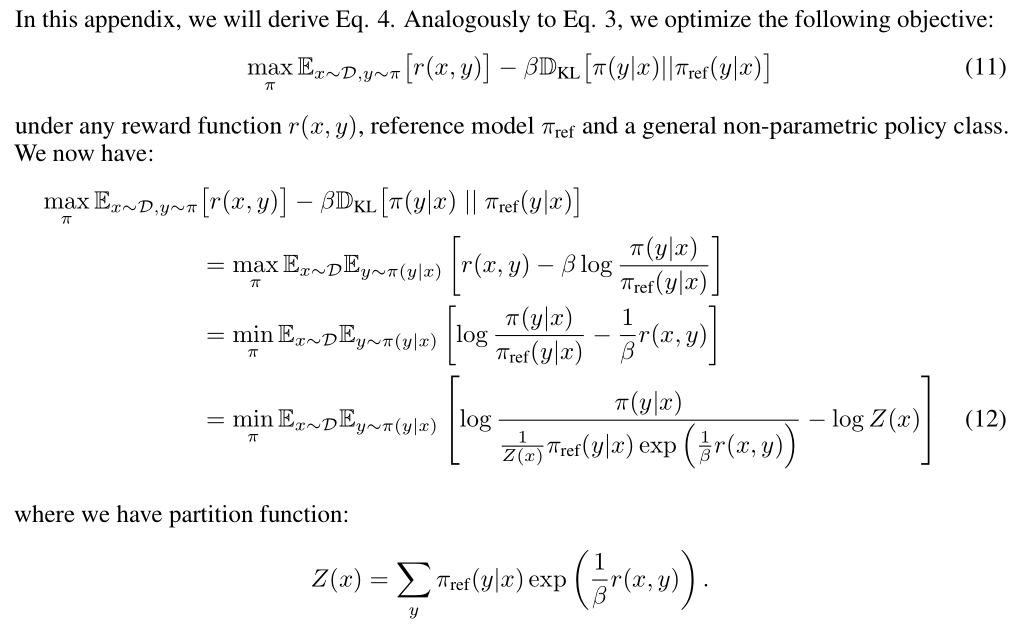 In this appendix, we will derive Eq. 4. Analogously to Eq. 3, we optimize the following objective:
$$\max_{\pi} \mathbb{E}_{x\sim\mathcal{D}, y\sim\pi}\big[r(x,y)\big] - \beta\mathbb{D}_{\text{KL}}\big[\pi(y|x)||\pi_{\text{ref}}(y|x)\big] \quad (11)$$
under any reward function $r(x,y)$, reference model $\pi_{\text{ref}}$ and a general non-parametric policy class.
We now have:
$$\max_{\pi} \mathbb{E}_{x\sim\mathcal{D}, y\sim\pi}\big[r(x,y)\big] - \beta\mathbb{D}_{\text{KL}}\big[\pi(y|x) \,||\, \pi_{\text{ref}}(y|x)\big]$$
$$= \max_{\pi} \mathbb{E}_{x\sim\mathcal{D}}\mathbb{E}_{y\sim\pi(y|x)}\left[r(x,y) - \beta\log\frac{\pi(y|x)}{\pi_{\text{ref}}(y|x)}\right]$$
$$= \min_{\pi} \mathbb{E}_{x\sim\mathcal{D}}\mathbb{E}_{y\sim\pi(y|x)}\left[\log\frac{\pi(y|x)}{\pi_{\text{ref}}(y|x)} - \frac{1}{\beta}r(x,y)\right]$$
$$= \min_{\pi} \mathbb{E}_{x\sim\mathcal{D}}\mathbb{E}_{y\sim\pi(y|x)}\left[\log\frac{\pi(y|x)}{\frac{1}{Z(x)}\pi_{\text{ref}}(y|x)\exp\left(\frac{1}{\beta}r(x,y)\right)} - \log Z(x)\right] \quad (12)$$
where we have partition function:
$$Z(x) = \sum_{y} \pi_{\text{ref}}(y|x)\exp\left(\frac{1}{\beta}r(x,y)\right).$$